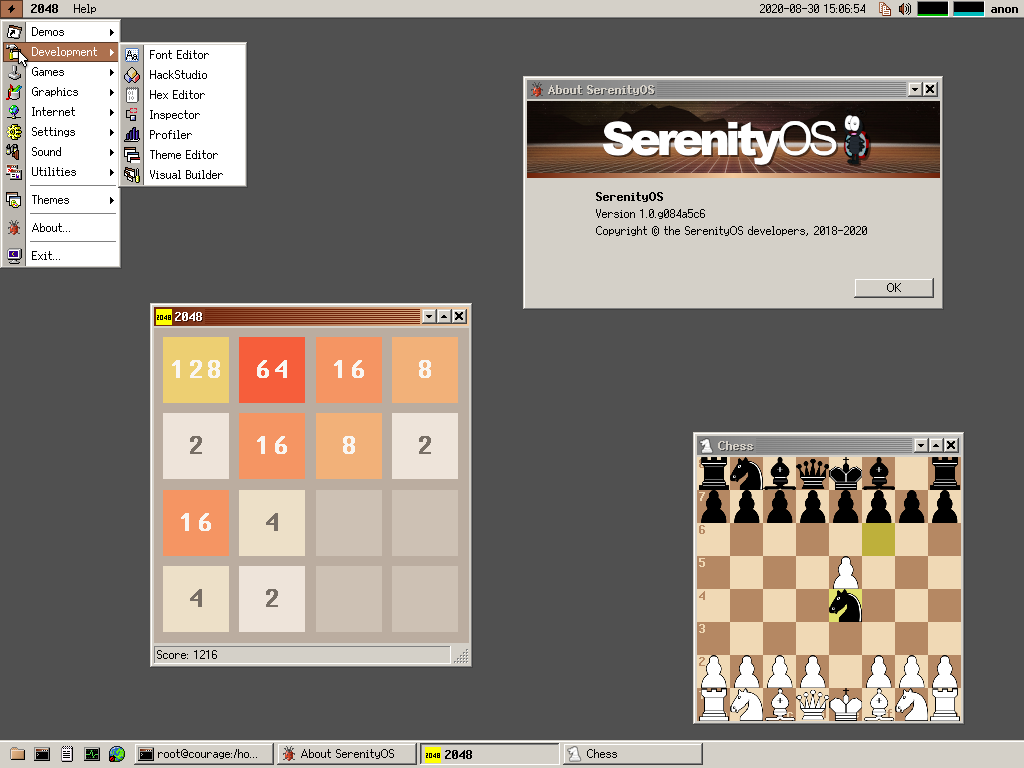 2048 Help 2020-08-30 15:06:54 anon
Demos
Development
Games
Graphics
Internet
Settings
Sound
Utilities
Themes
About...
Exit...
Font Editor
HackStudio
Hex Editor
Inspector
Profiler
Theme Editor
Visual Builder
About SerenityOS
SerenityOS
SerenityOS
Version 1.0.g084a5c6
Copyright © the SerenityOS developers, 2018-2020
OK
2048 2048
128 64 16 8
2 16 8 2
16 4
4 2
Score: 1216
Chess
7
6
5
4
3
2
root@courage:/ho... About SerenityOS 2048 2048 Chess